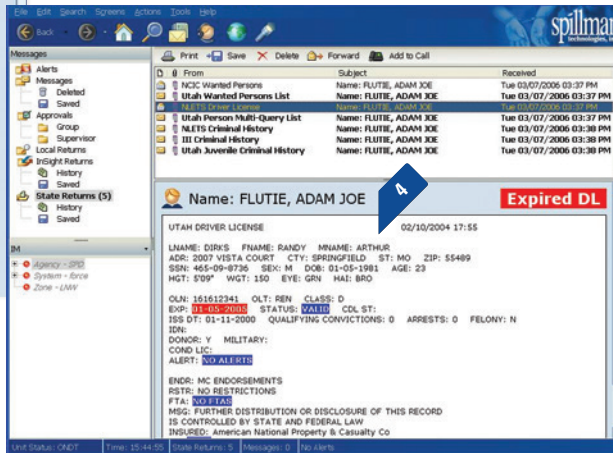 File Edit Search Screens Actions Tools Help
Back
spillman
technologies, inc.
Messages
Print Save Delete Forward Add to Call
Alerts
Messages
Deleted
Saved
Approvals
Group
Supervisor
Local Returns
InSight Returns
History
Saved
State Returns (5)
History
Saved
From Subject Received
NCIC Wanted Persons Name: FLUTIE, ADAM JOE Tue 03/07/2006 03:37 PM
Utah Wanted Persons List Name: FLUTIE, ADAM JOE Tue 03/07/2006 03:37 PM
NLETS Driver License Name: FLUTIE, ADAM JOE Tue 03/07/2006 03:37 PM
Utah Person Multi-Query List Name: FLUTIE, ADAM JOE Tue 03/07/2006 03:37 PM
NLETS Criminal History Name: FLUTIE, ADAM JOE Tue 03/07/2006 03:38 PM
III Criminal History Name: FLUTIE, ADAM JOE Tue 03/07/2006 03:38 PM
Utah Juvenile Criminal History Name: FLUTIE, ADAM JOE Tue 03/07/2006 03:38 PM
IM
Agency - SPD
System - force
Zone - LNW
Name: FLUTIE, ADAM JOE
4
Expired DL
UTAH DRIVER LICENSE 02/10/2004 17:55
LNAME: DIRKS FNAME: RANDY MNAME: ARTHUR
ADR: 2007 VISTA COURT CTY: SPRINGFIELD ST: MO ZIP: 55489
SSN: 465-09-8736 SEX: M DOB: 01-05-1981 AGE: 23
HGT: 5'09" WGT: 150 EYE: GRN HAI: BRO
OLN: 161612341 OLT: REN CLASS: D
EXP: 01-05-2005 STATUS: VALID CDL ST:
ISS DT: 01-11-2000 QUALIFYING CONVICTIONS: 0 ARRESTS: 0 FELONY: N
IDN:
DONOR: Y MILITARY:
COND LIC:
ALERT: NO ALERTS
ENDR: MC ENDORSEMENTS
RSTR: NO RESTRICTIONS
FTA: NO FTAS
MSG: FURTHER DISTRIBUTION OR DISCLOSURE OF THIS RECORD
IS CONTROLLED BY STATE AND FEDERAL LAW
INSURED: American National Property & Casualty Co
Unit Status: ONDT Time: 15:44:55 State Returns: 5 Messages: 0 No Alerts